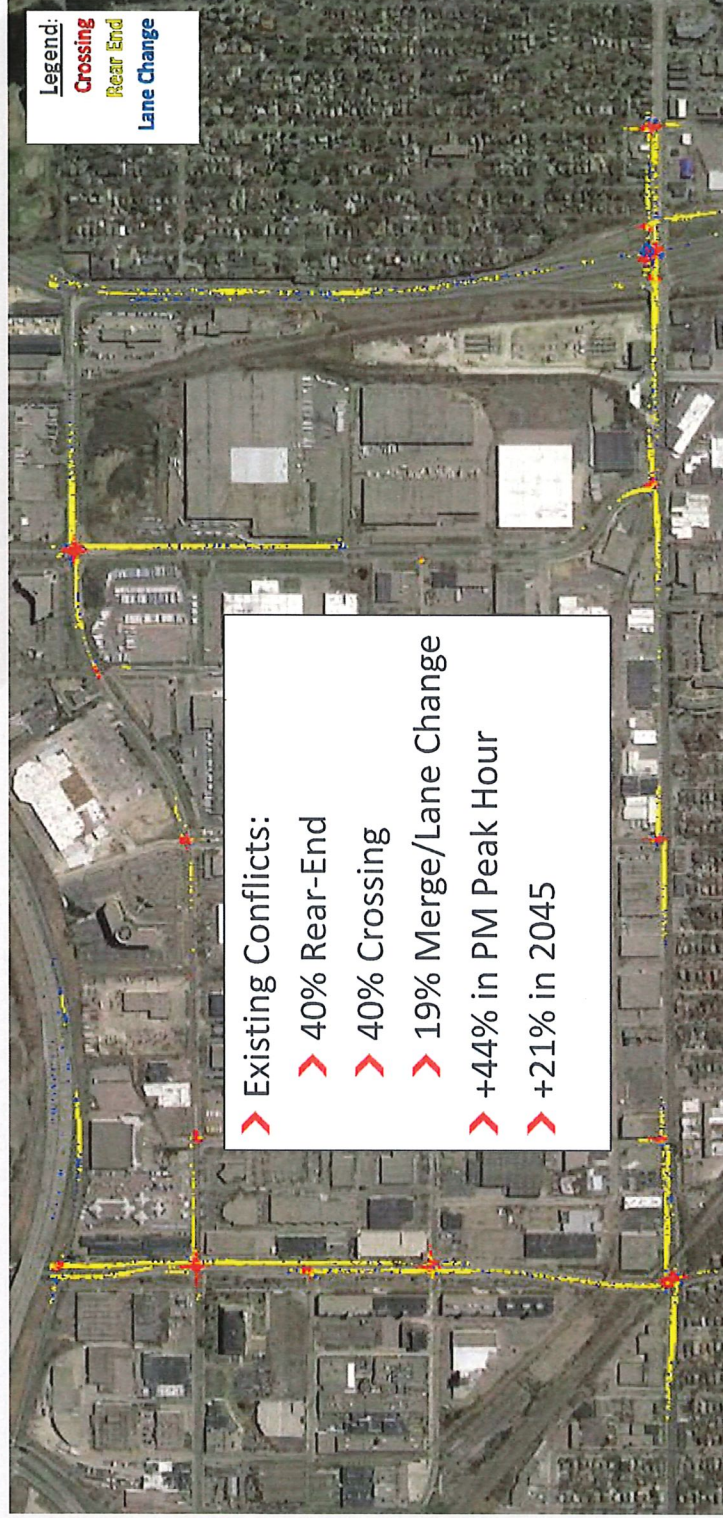 Legend:
Crossing
Rear End
Lane Change
Existing Conflicts:
40% Rear-End
40% Crossing
19% Merge/Lane Change
+44% in PM Peak Hour
+21% in 2045